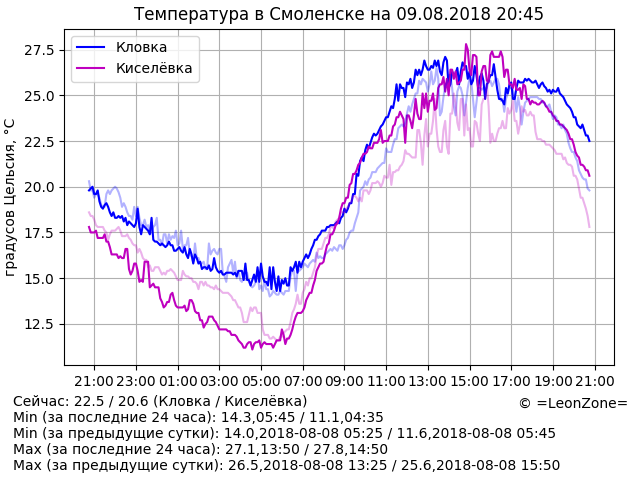 Температура в Смоленске на 09.08.2018 20:45
Кловка
Киселёвка
градусов Цельсия, °C
27.5
25.0
22.5
20.0
17.5
15.0
12.5
21:00 23:00 01:00 03:00 05:00 07:00 09:00 11:00 13:00 15:00 17:00 19:00 21:00
Сейчас: 22.5 / 20.6 (Кловка / Киселёвка)
© =LeonZone=
Min (за последние 24 часа): 14.3,05:45 / 11.1,04:35
Min (за предыдущие сутки): 14.0,2018-08-08 05:25 / 11.6,2018-08-08 05:45
Max (за последние 24 часа): 27.1,13:50 / 27.8,14:50
Max (за предыдущие сутки): 26.5,2018-08-08 13:25 / 25.6,2018-08-08 15:50